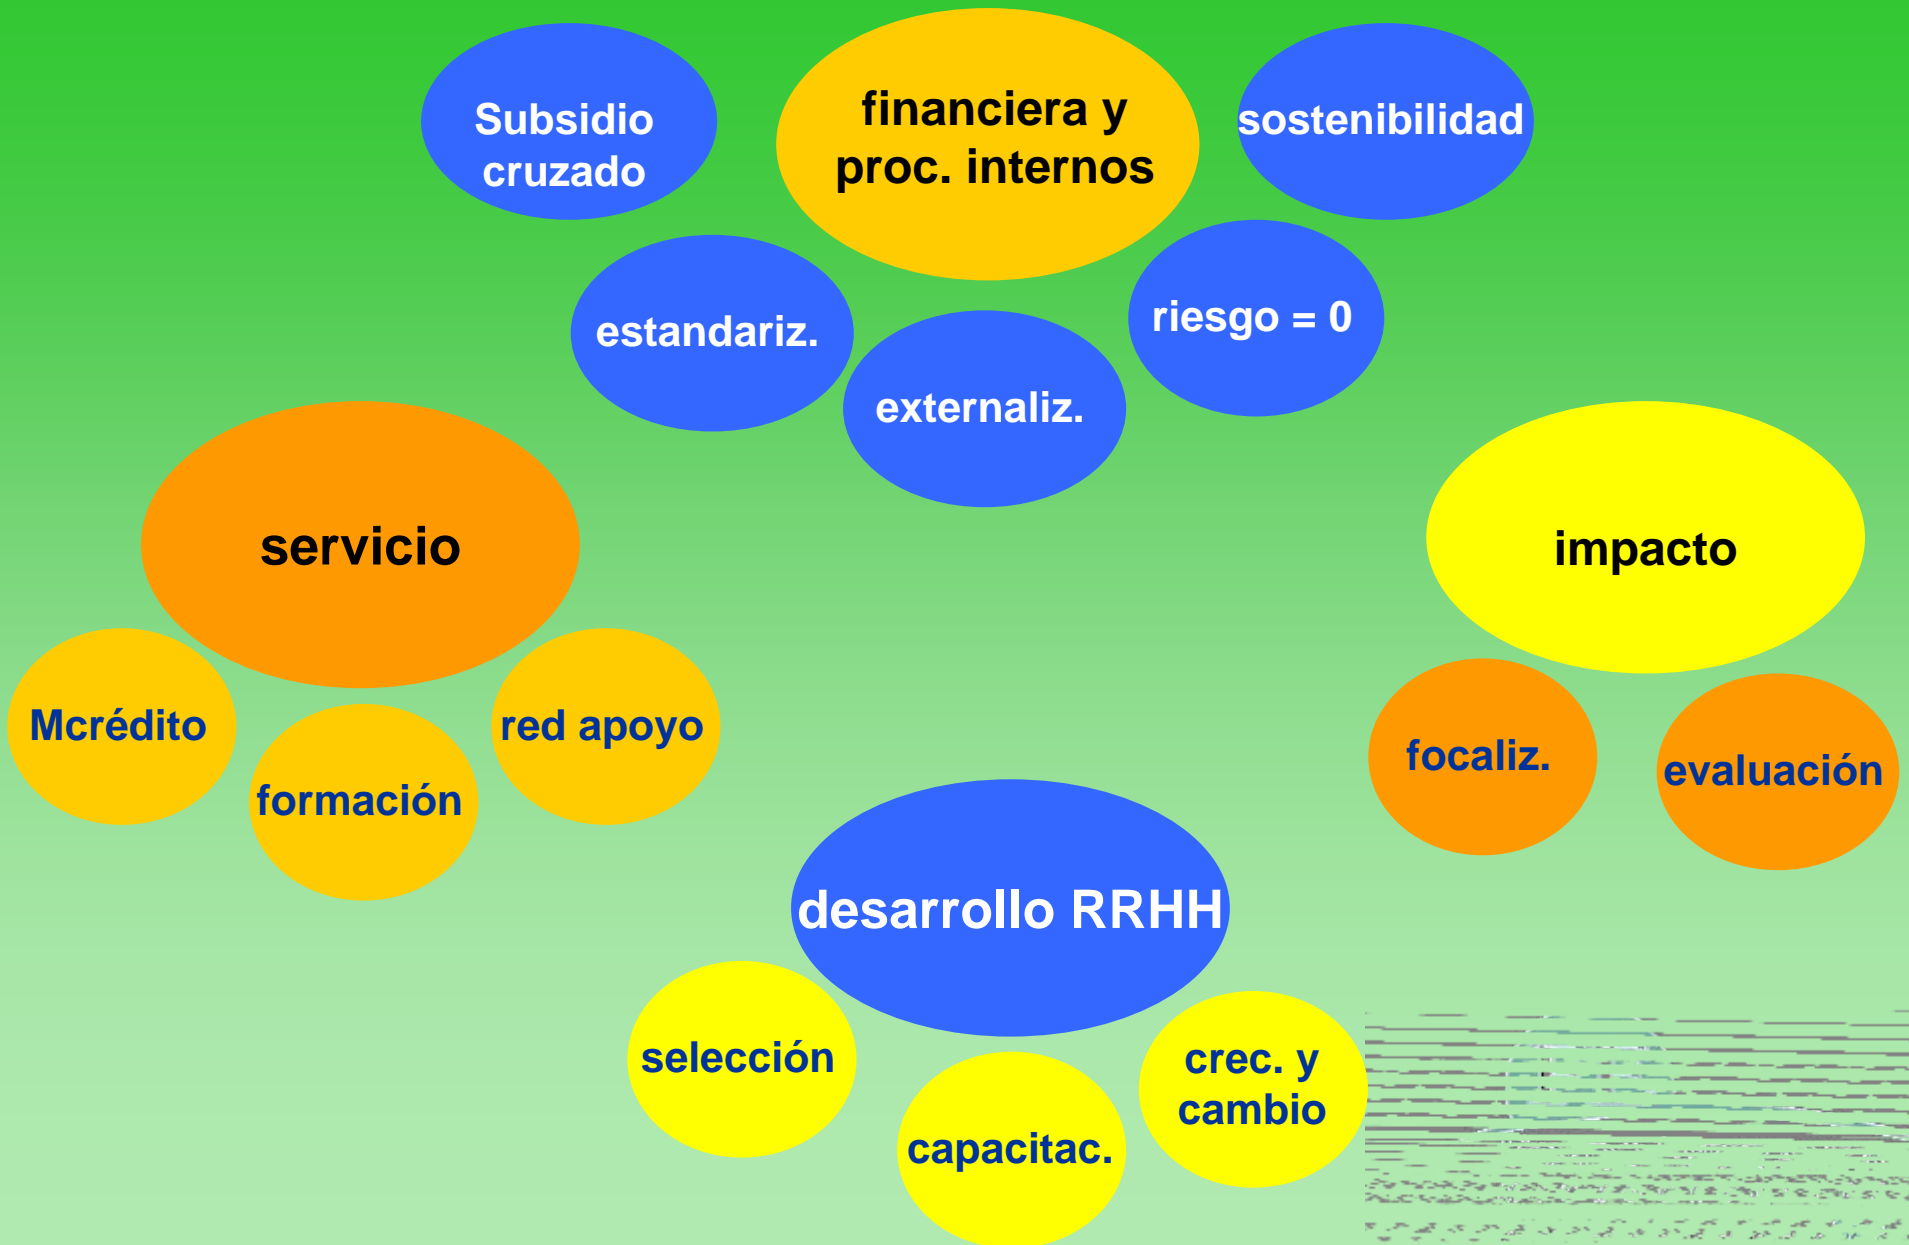 Subsidio
cruzado
financiera y
proc. internos
sostenibilidad
estandariz.
externaliz.
riesgo = 0
servicio
Mcrédito
formación
red apoyo
impacto
focaliz.
evaluación
desarrollo RRHH
selección
capacitac.
crec. y
cambio